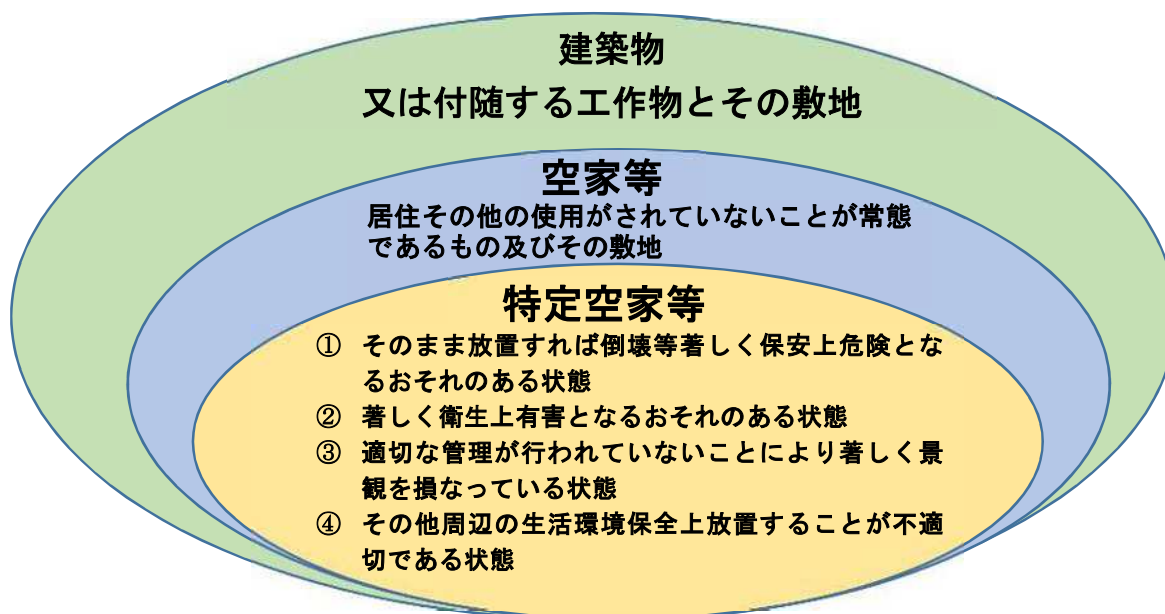 建築物
又は付随する工作物とその敷地
空家等
居住その他の使用がされていないことが常態
であるもの及びその敷地
特定空家等
① そのまま放置すれば倒壊等著しく保安上危険とな
るおそれのある状態
② 著しく衛生上有害となるおそれのある状態
③ 適切な管理が行われていないことにより著しく景
観を損なっている状態
④ その他周辺の生活環境保全上放置することが不適
切である状態